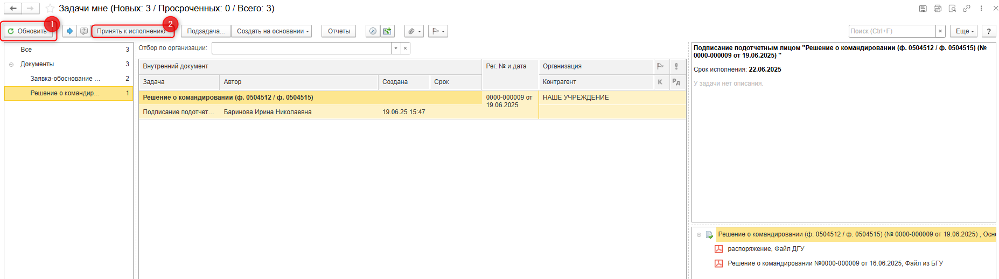 Задачи мне (Новых: 3 / Просроченных: 0 / Всего: 3)
1
2
Обновить
Принять к исполнению
Подзадача...
Создать на основании
Отчеты
Поиск (Ctrl+F)
×
Еще
?
Все 3
Документы 3
Заявка-обоснование ... 2
Решение о командир... 1
Отбор по организации:
Внутренний документ
Рег. № и дата
Организация
Задача
Автор
Создана
Срок
Контрагент
К
Рд
Решение о командировании (ф. 0504512 / ф. 0504515)
0000-000009 от
19.06.2025
НАШЕ УЧРЕЖДЕНИЕ
Подписание подотчет...
Баринова Ирина Николаевна
19.06.25 15:47
Подписание подотчетным лицом "Решение о командировании (ф. 0504512 / ф. 0504515) (№
0000-000009 от 19.06.2025) "
Срок исполнения: 22.06.2025
У задачи нет описания.
Решение о командировании (ф. 0504512 / ф. 0504515) (№ 0000-000009 от 19.06.2025) , Осн
распоряжение, Файл ДГУ
Решение о командировании №0000-000009 от 16.06.2025, Файл из БГУ